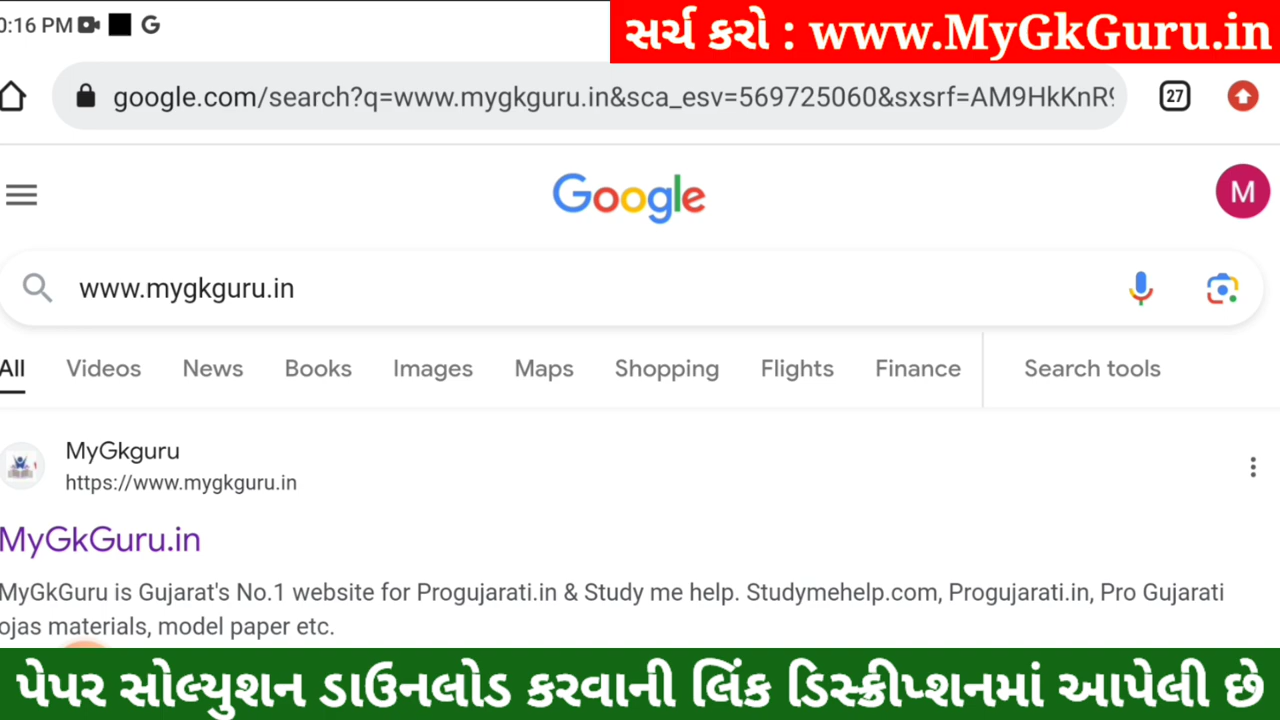 0:16 PM G
સર્ચ કરો : www.MyGkGuru.in
google.com/search?q=www.mygkguru.in&sca_esv=569725060&sxsrf=AM9HkKnR9
27
Google
M
www.mygkguru.in
All Videos News Books Images Maps Shopping Flights Finance Search tools
MyGkguru
https://www.mygkguru.in
MyGkGuru.in
MyGkGuru is Gujarat's No.1 website for Progujarati.in & Study me help. Studymehelp.com, Progujarati.in, Pro Gujarati
ojas materials, model paper etc.
પેપર સોલ્યુશન ડાઉનલોડ કરવાની લિંક ડિસ્ક્રીપ્શનમાં આપેલી છે